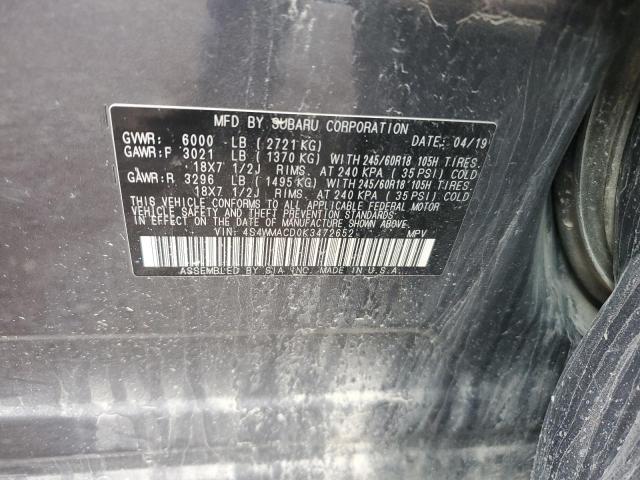 MFD BY SUBARU CORPORATION
GVWR: 6000 LB (2721KG) DATE: 04/19
GAWR:F 3021 LB (1370 KG) WITH 245/60R18 105H TIRES.
18X7 1/2J RIMS. AT 240 KPA (35 PSI) COLD
GAWR:R 3296 LB (1495 KG) WITH 245/60R18 105H TIRES.
18X7 1/2J RIMS. AT 240 KPA (35 PSI) COLD
THIS VEHICLE CONFORMS TO ALL APPLICABLE FEDERAL MOTOR
VEHICLE SAFETY AND THEFT PREVENTION STANDARDS
IN EFFECT ON THE DATE OF MANUFACTURE SHOWN ABOVE.
VIN: 4S4WMACD0K3472652 MPV
ASSEMBLED BY SIA, INC. MADE IN U.S.A.